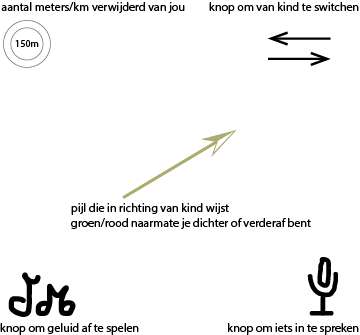 aantal meters/km verwijderd van jou
knop om van kind te switchen
150m
pijl die in richting van kind wijst
groen/rood naarmate je dichter of verderaf bent
knop om geluid af te spelen
knop om iets in te spreken